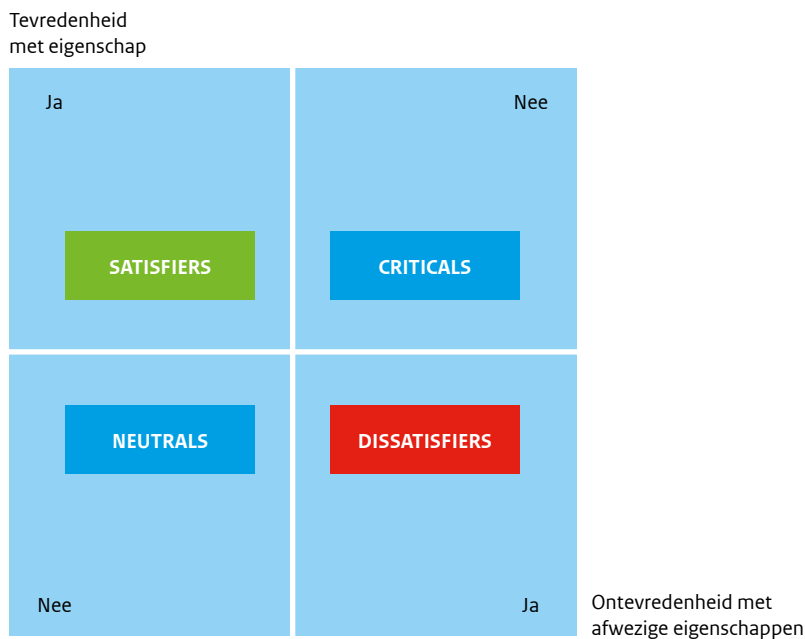 Tevredenheid
met eigenschap
Ja
Nee
SATISFIERS
CRITICALS
NEUTRALS
DISSATISFIERS
Nee
Ja
Ontevredenheid met
afwezige eigenschappen